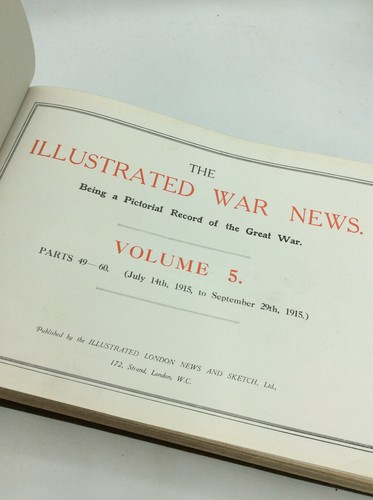 THE
ILLUSTRATED WAR NEWS.
Being a Pictorial Record of the Great War.
VOLUME 5.
PARTS 49—60. (July 14th, 1915, to September 29th, 1915.)
Published by the ILLUSTRATED LONDON NEWS AND SKETCH, Ltd.,
172, Strand, London, W.C.